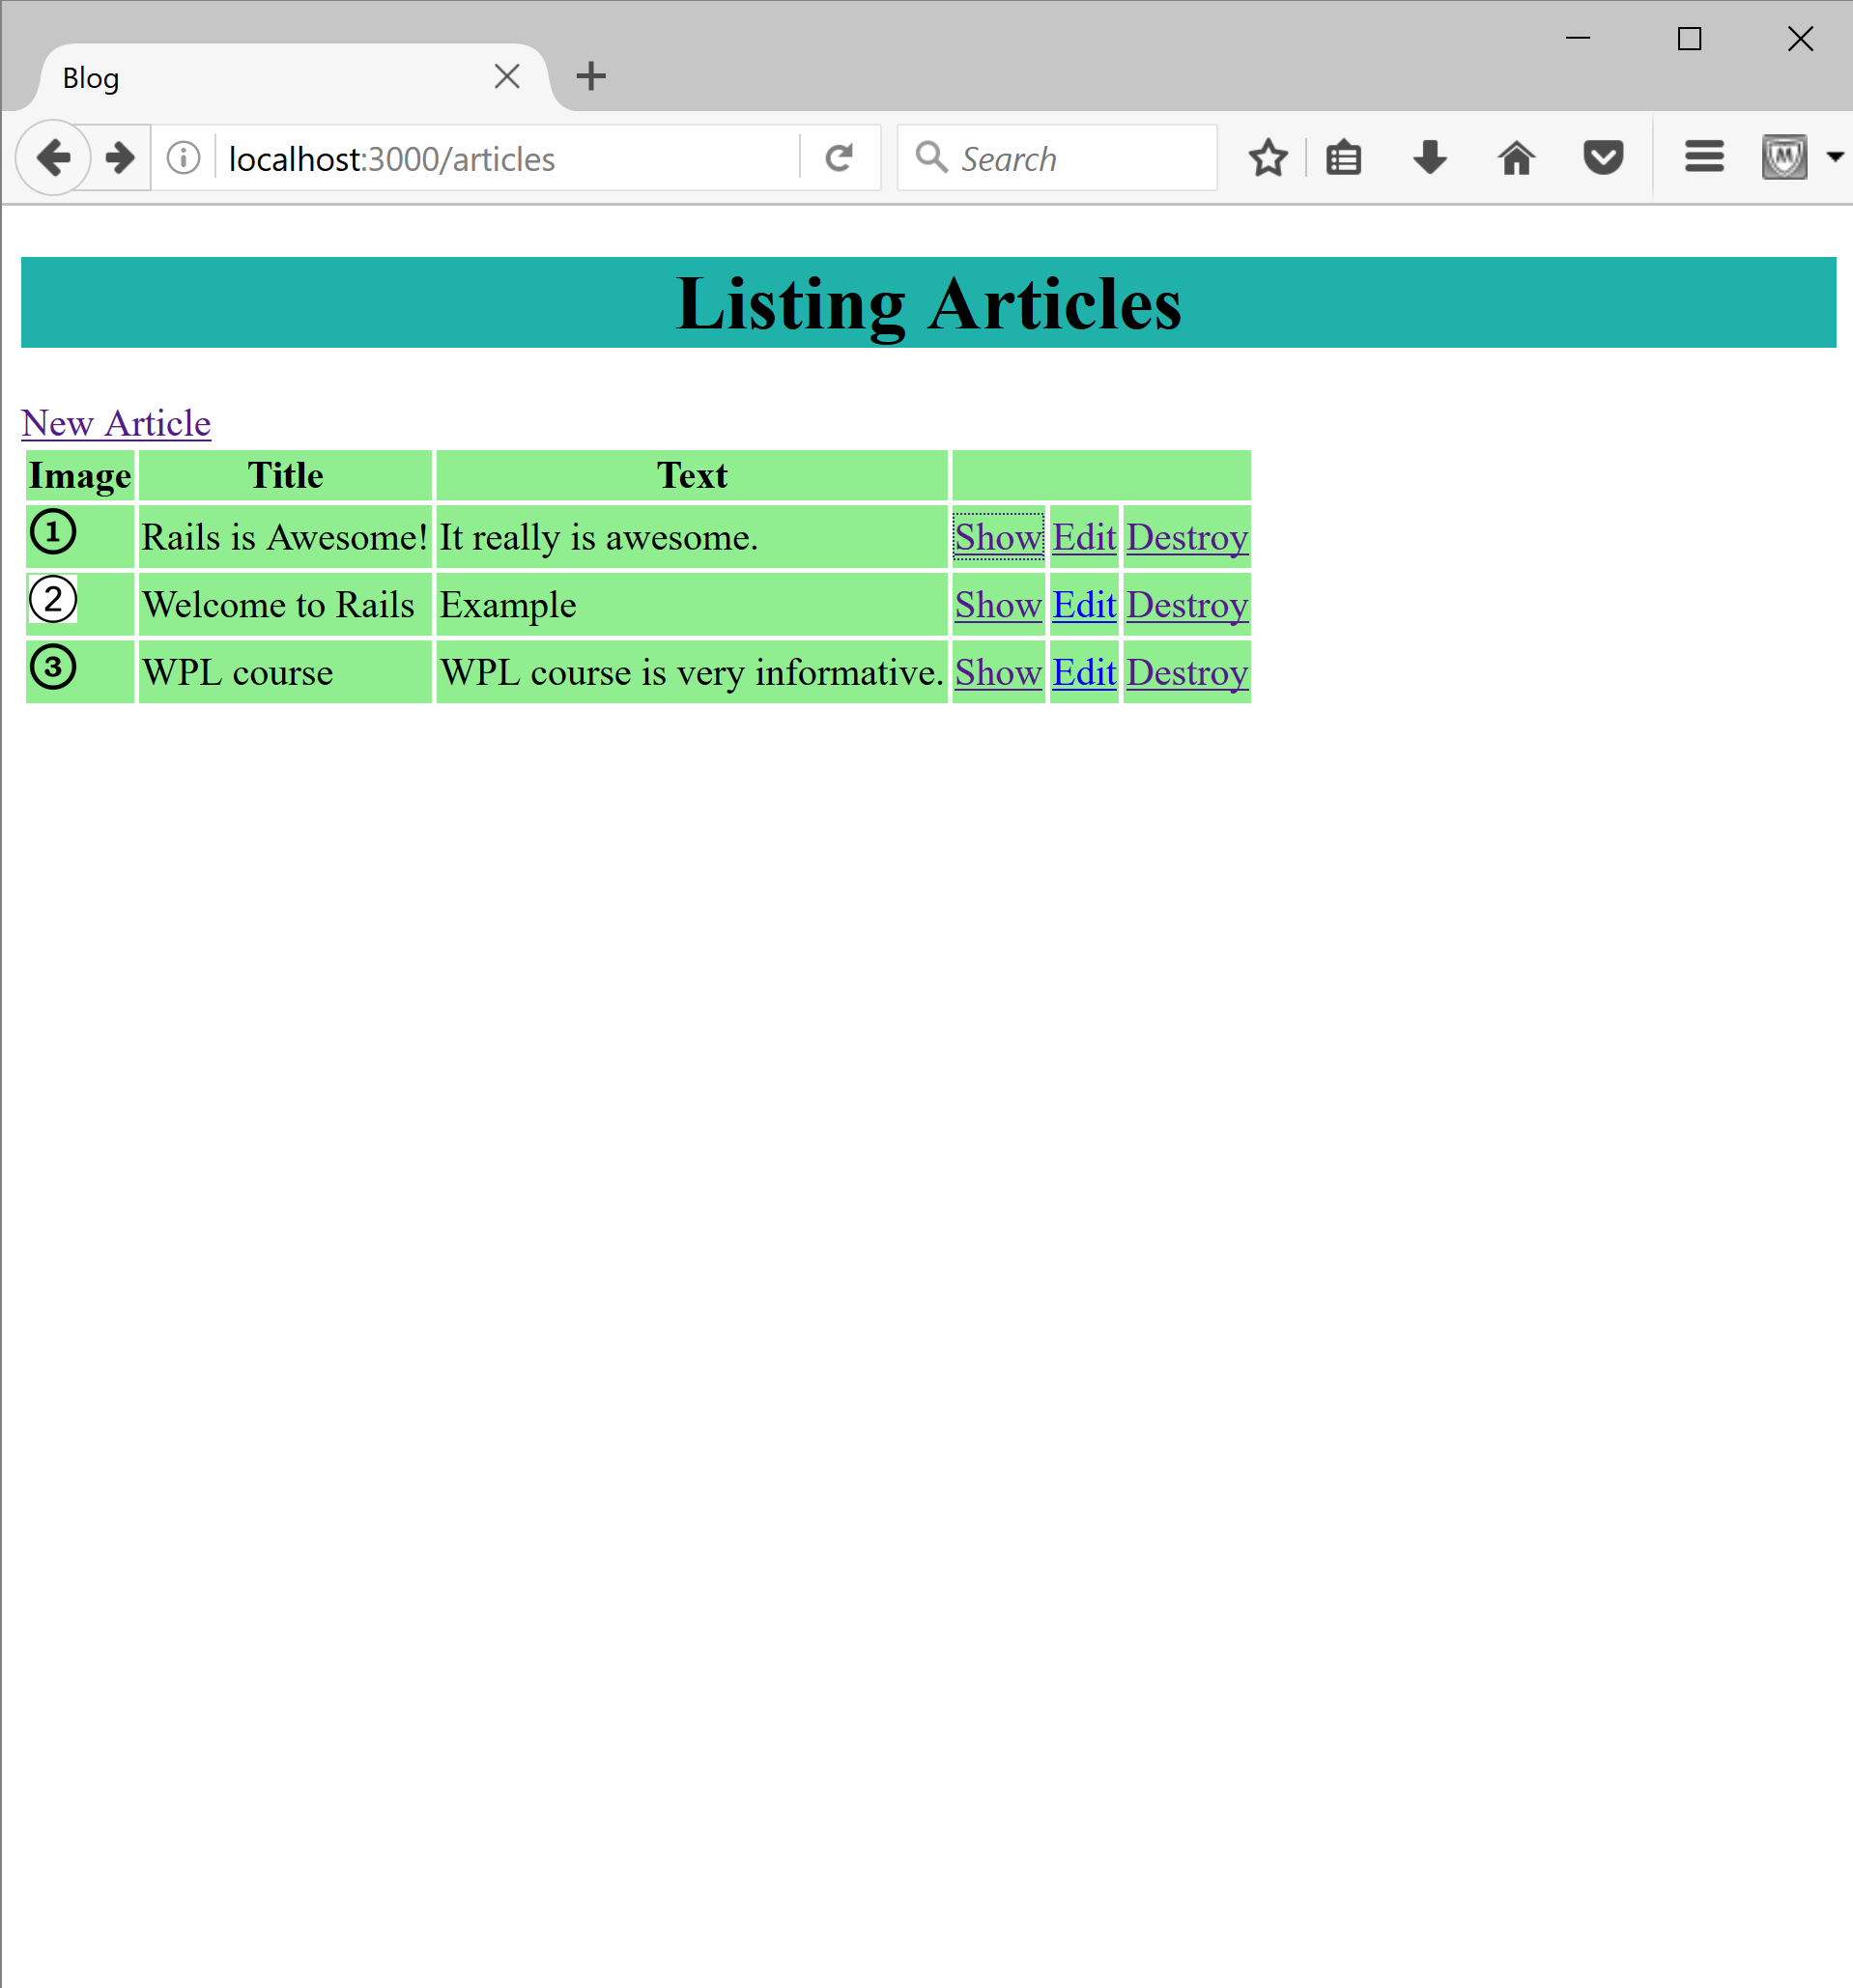 Blog
localhost:3000/articles Search
Listing Articles
New Article
Image Title Text
1 Rails is Awesome! It really is awesome. Show Edit Destroy
2 Welcome to Rails Example Show Edit Destroy
3 WPL course WPL course is very informative. Show Edit Destroy